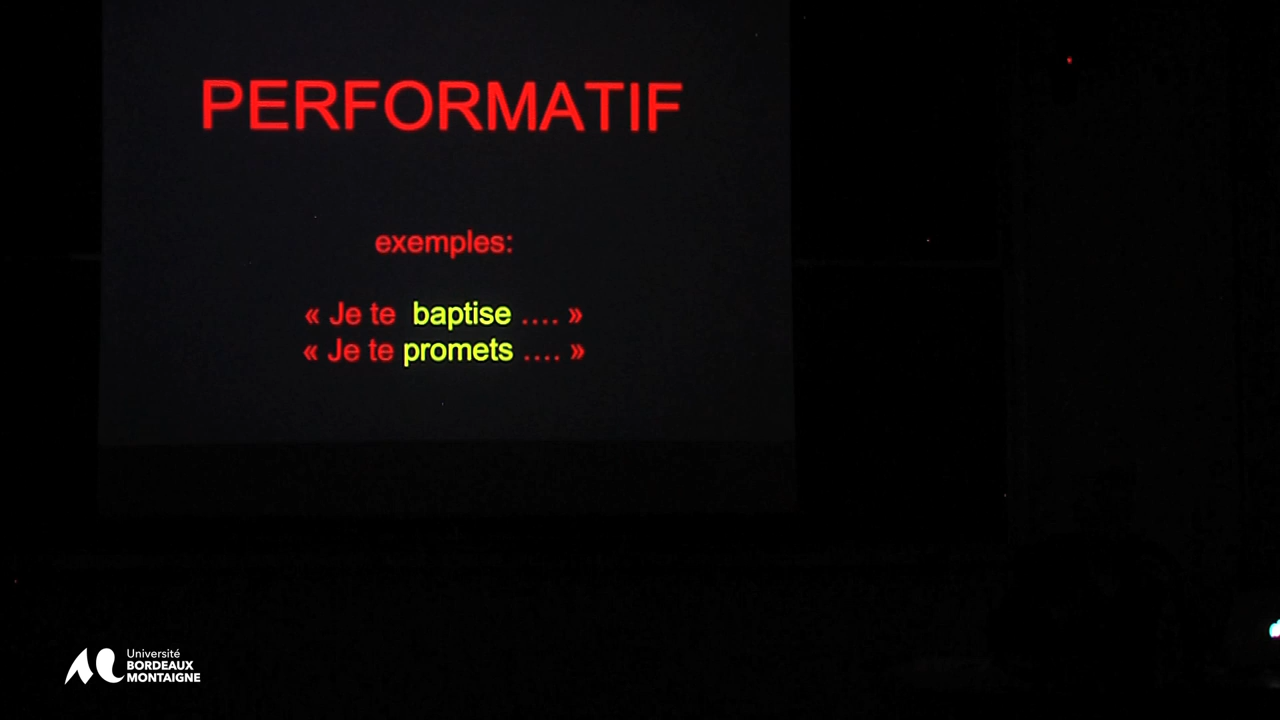 PERFORMATIF
exemples:
« Je te baptise .... »
« Je te promets .... »
Université
BORDEAUX
MONTAIGNE